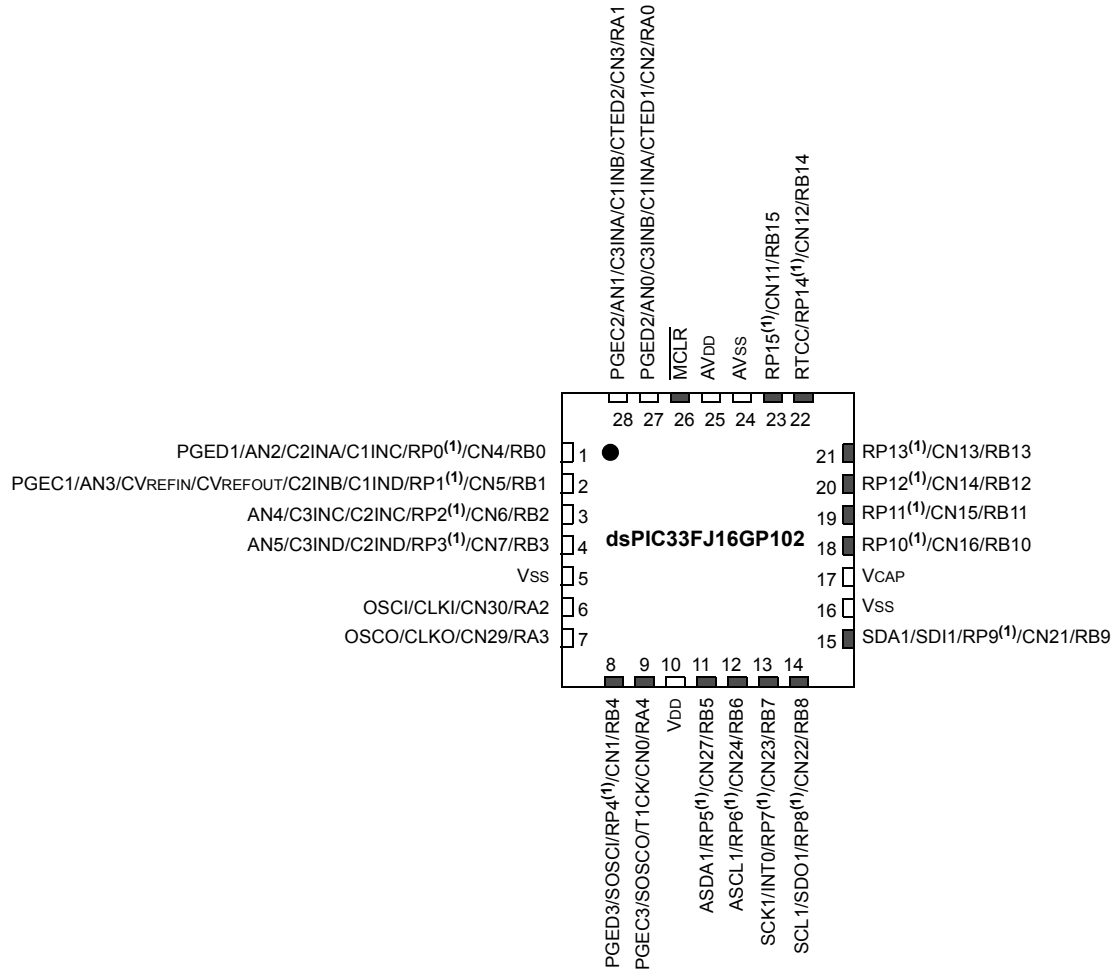 PGEC2/AN1/C3INA/C1INB/CTED2/CN3/RA1
PGED2/AN0/C3INB/C1INA/CTED1/CN2/RA0
MCLR
AVDD
AVSS
RP15(1)/CN11/RB15
RTCC/RP14(1)/CN12/RB14
28 27 26 25 24 23 22
PGED1/AN2/C2INA/C1INC/RP0(1)/CN4/RB0 1
PGEC1/AN3/CVREFIN/CVREFOUT/C2INB/C1IND/RP1(1)/CN5/RB1 2
AN4/C3INC/C2INC/RP2(1)/CN6/RB2 3
AN5/C3IND/C2IND/RP3(1)/CN7/RB3 4
VSS 5
OSCI/CLKI/CN30/RA2 6
OSCO/CLKO/CN29/RA3 7
dsPIC33FJ16GP102
21 RP13(1)/CN13/RB13
20 RP12(1)/CN14/RB12
19 RP11(1)/CN15/RB11
18 RP10(1)/CN16/RB10
17 VCAP
16 VSS
15 SDA1/SDI1/RP9(1)/CN21/RB9
8 9 10 11 12 13 14
PGED3/SOSCI/RP4(1)/CN1/RB4
PGEC3/SOSCO/T1CK/CN0/RA4
VDD
ASDA1/RP5(1)/CN27/RB5
ASCL1/RP6(1)/CN24/RB6
SCK1/INT0/RP7(1)/CN23/RB7
SCL1/SDO1/RP8(1)/CN22/RB8